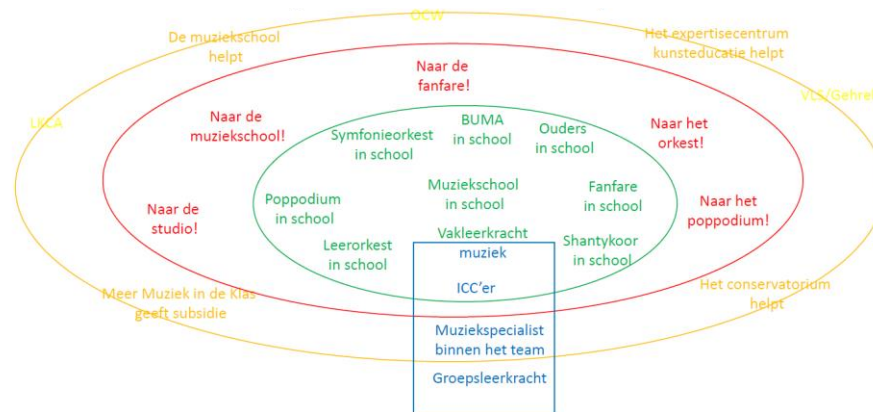 OCW
De muziekschool
helpt
Het expertisecentrum
kunsteducatie helpt
Naar de
fanfare!
VLS/Gehrels
LKCA
Naar de
muziekschool!
Symfonieorkest
in school
BUMA
in school
Ouders
in school
Naar het
orkest!
Poppodium
in school
Muziekschool
in school
Fanfare
in school
Naar de
studio!
Naar het
poppodium!
Leerorkest
in school
Vakleerkracht
muziek
Shantykoor
in school
ICC'er
Meer Muziek in de Klas
geeft subsidie
Het conservatorium
helpt
Muziekspecialist
binnen het team
Groepsleerkracht